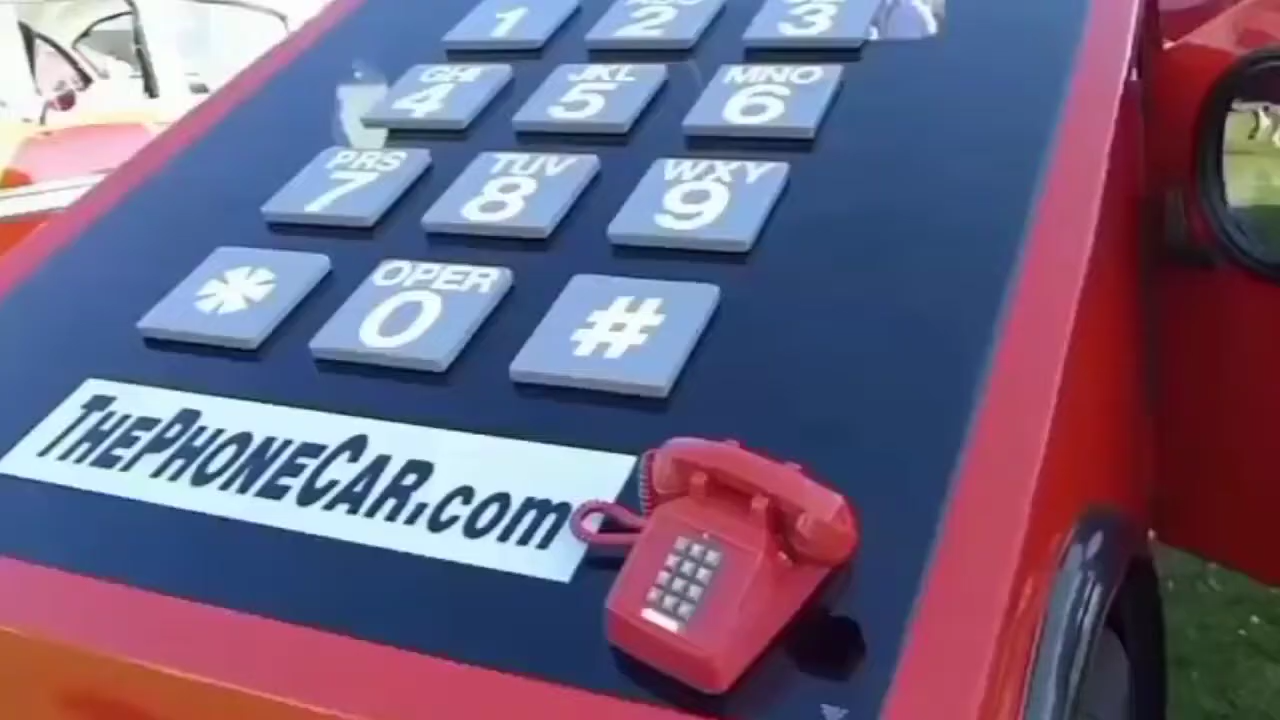 1 2 3
GHI JKL MNO
4 5 6
PRS TUV WXY
7 8 9
OPER
* 0 #
THEPHONECAR.com